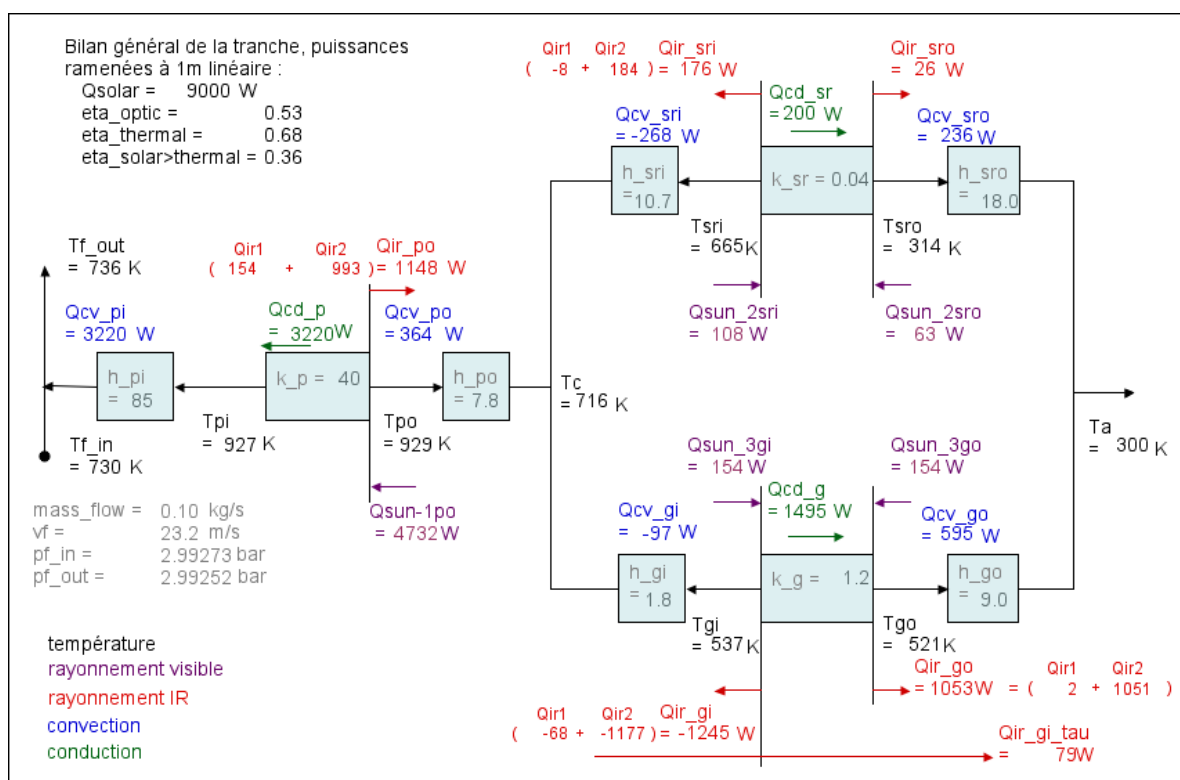 Bilan général de la tranche, puissances
ramenées à 1m linéaire :
Qsolar = 9000 W
eta_optic = 0.53
eta_thermal = 0.68
eta_solar>thermal = 0.36
Qir1 Qir2 Qir_sri
( -8 + 184 ) = 176 W
Qir_sro
= 26 W
Qcd_sr
= 200 W
Qcv_sri
= -268 W
Qcv_sro
= 236 W
h_sri
= 10.7
k_sr = 0.04
h_sro
= 18.0
Tsri
= 665 K
Tsro
= 314 K
Qsun_2sri
= 108 W
Qsun_2sro
= 63 W
Tf_out
= 736 K
Qir1 Qir2 Qir_po
( 154 + 993 ) = 1148 W
Qcv_pi
= 3220 W
Qcd_p
= 3220 W
Qcv_po
= 364 W
h_pi
= 85
k_p = 40
h_po
= 7.8
Tc
= 716 K
Tpi
= 927 K
Tpo
= 929 K
Tf_in
= 730 K
Ta
= 300 K
Qsun-1po
= 4732 W
Qsun_3gi
= 154 W
Qsun_3go
= 154 W
Qcd_g
= 1495 W
Qcv_gi
= -97 W
Qcv_go
= 595 W
mass_flow = 0.10 kg/s
vf = 23.2 m/s
pf_in = 2.99273 bar
pf_out = 2.99252 bar
h_gi
= 1.8
k_g = 1.2
h_go
= 9.0
Tgi
= 537 K
Tgo
= 521 K
Qir_go Qir1 Qir2
= 1053 W = ( 2 + 1051 )
Qir1 Qir2 Qir_gi
( -68 + -1177 ) = -1245 W
Qir_gi_tau
= 79 W
température
rayonnement visible
rayonnement IR
convection
conduction